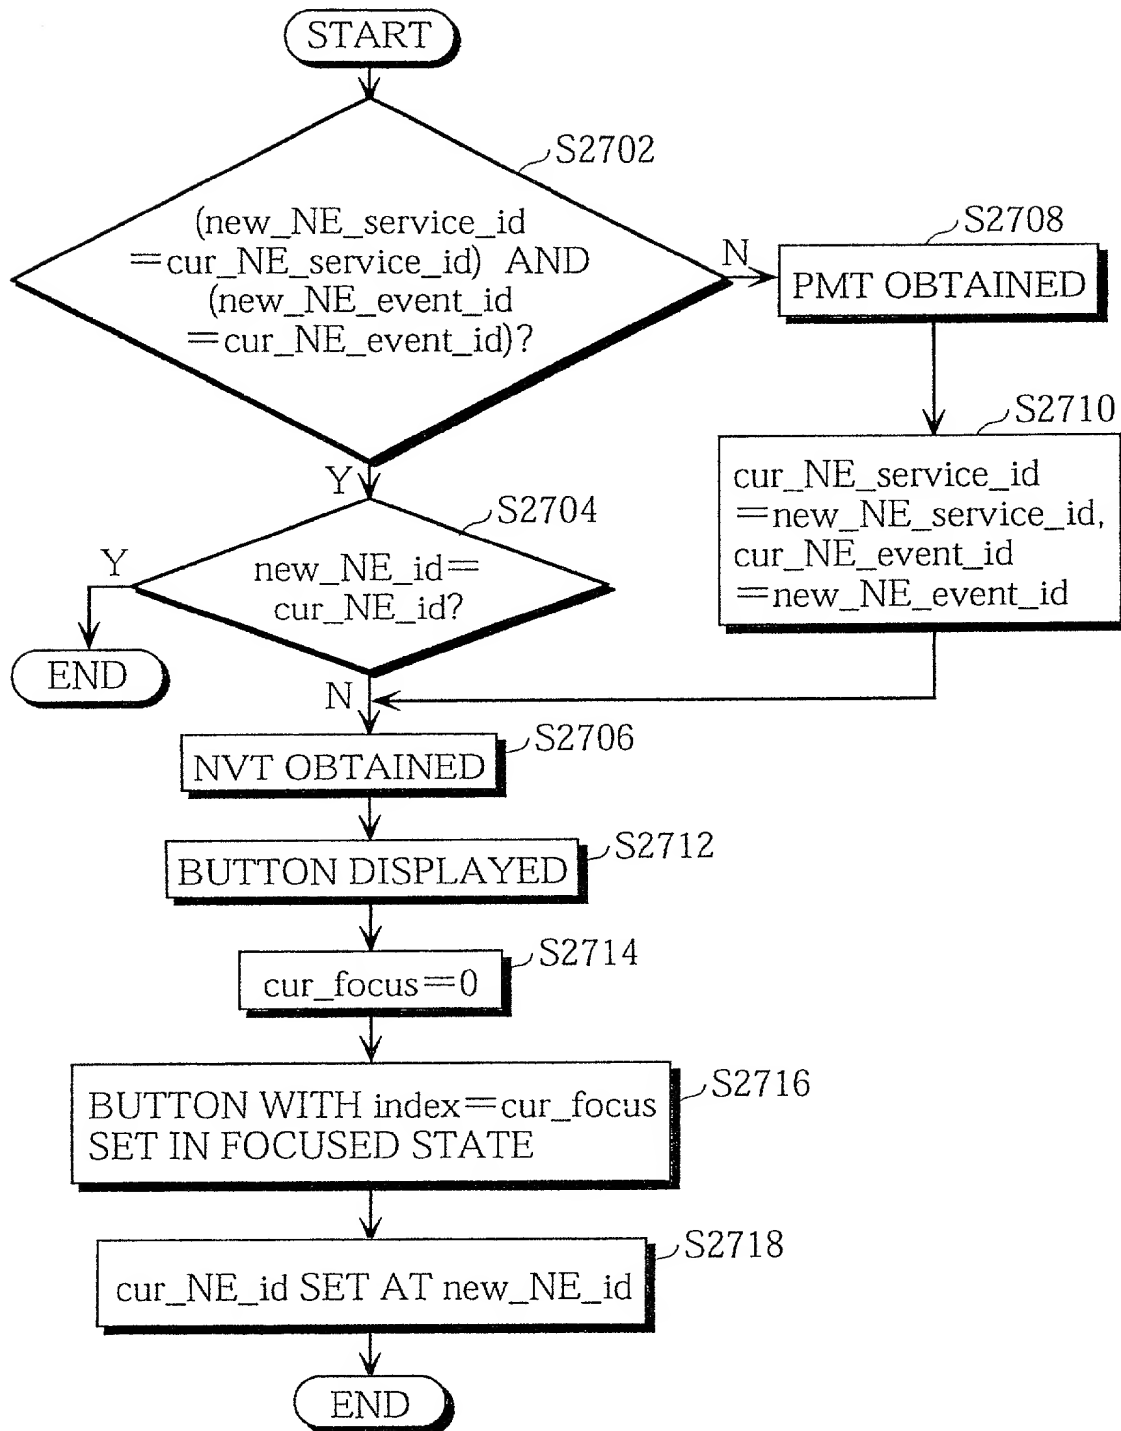 START
S2702
(new_NE_service_id
=cur_NE_service_id) AND
(new_NE_event_id
=cur_NE_event_id)?
N
S2708
PMT OBTAINED
S2710
cur_NE_service_id
=new_NE_service_id,
cur_NE_event_id
=new_NE_event_id
Y
S2704
new_NE_id=
cur_NE_id?
Y
END
N
S2706
NVT OBTAINED
S2712
BUTTON DISPLAYED
S2714
cur_focus=0
S2716
BUTTON WITH index=cur_focus
SET IN FOCUSED STATE
S2718
cur_NE_id SET AT new_NE_id
END